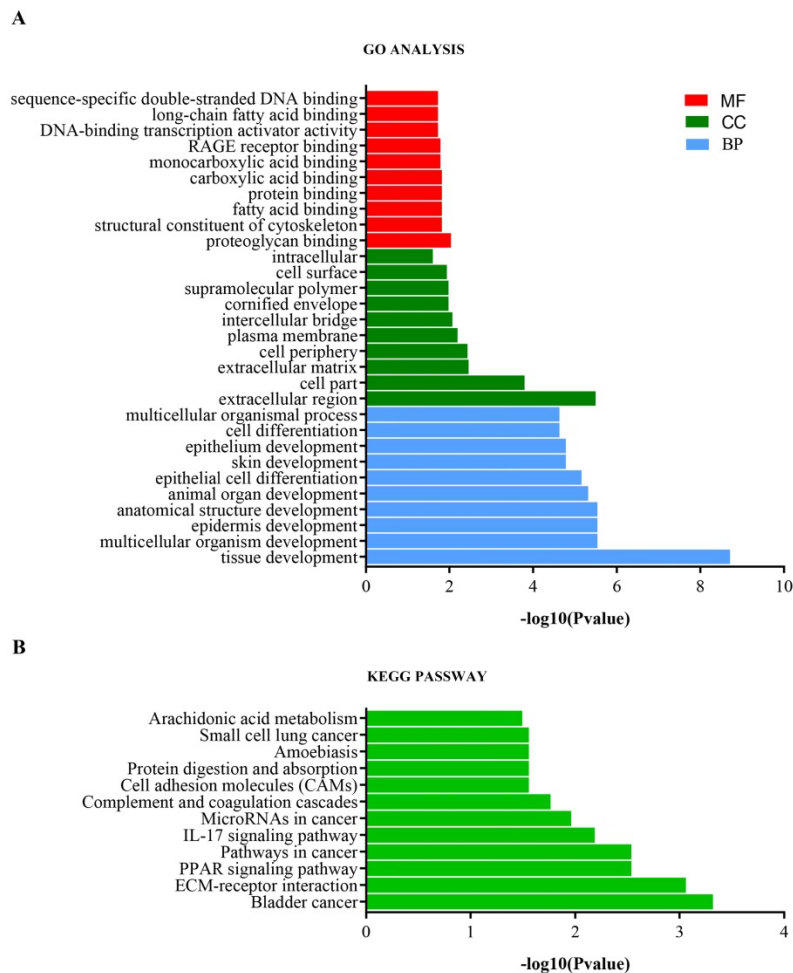 A
GO ANALYSIS
sequence-specific double-stranded DNA binding
long-chain fatty acid binding
DNA-binding transcription activator activity
RAGE receptor binding
monocarboxylic acid binding
carboxylic acid binding
protein binding
fatty acid binding
structural constituent of cytoskeleton
proteoglycan binding
intracellular
cell surface
supramolecular polymer
cornified envelope
intercellular bridge
plasma membrane
cell periphery
extracellular matrix
cell part
extracellular region
multicellular organismal process
cell differentiation
epithelium development
skin development
epithelial cell differentiation
animal organ development
anatomical structure development
epidermis development
multicellular organism development
tissue development
MF
CC
BP
0 2 4 6 8 10
-log10(Pvalue)
B
KEGG PASSWAY
Arachidonic acid metabolism
Small cell lung cancer
Amoebiasis
Protein digestion and absorption
Cell adhesion molecules (CAMs)
Complement and coagulation cascades
MicroRNAs in cancer
IL-17 signaling pathway
Pathways in cancer
PPAR signaling pathway
ECM-receptor interaction
Bladder cancer
0 1 2 3 4
-log10(Pvalue)